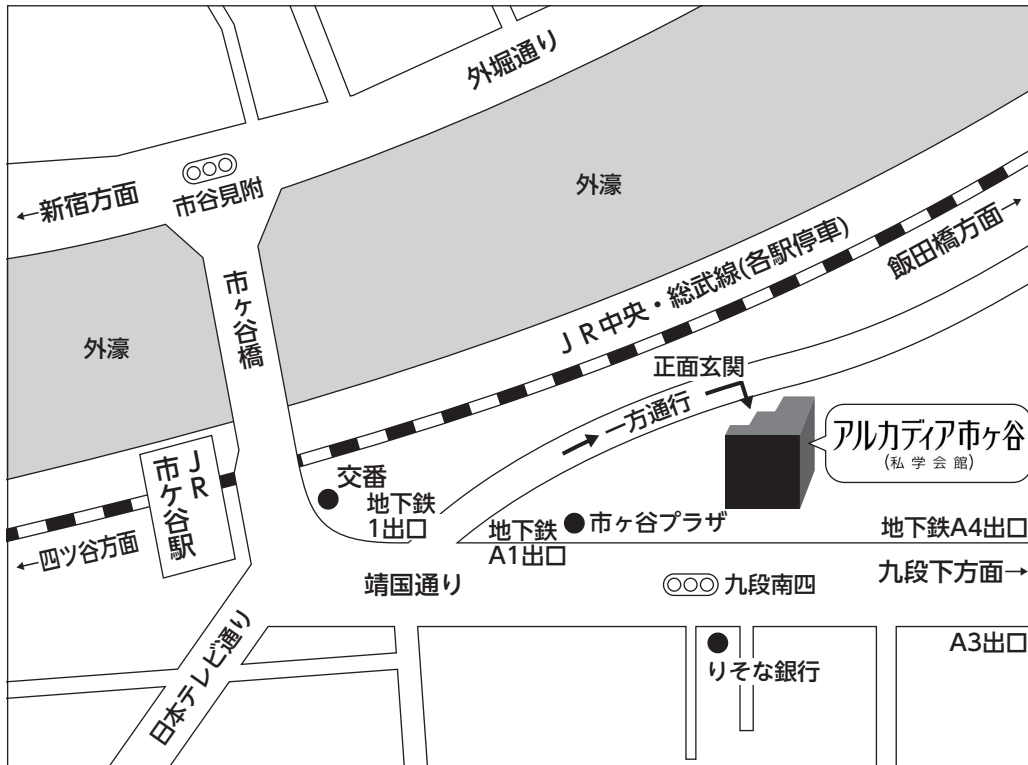 外堀通り
←新宿方面
市谷見附
外濠
飯田橋方面→
市ヶ谷橋
JR中央・総武線(各駅停車)
外濠
正面玄関
一方通行
アルカディア市ヶ谷
(私学会館)
JR
市ケ谷駅
交番
地下鉄
1出口
地下鉄
A1出口
市ヶ谷プラザ
地下鉄A4出口
←四ツ谷方面
靖国通り
九段南四
九段下方面→
日本テレビ通り
りそな銀行
A3出口